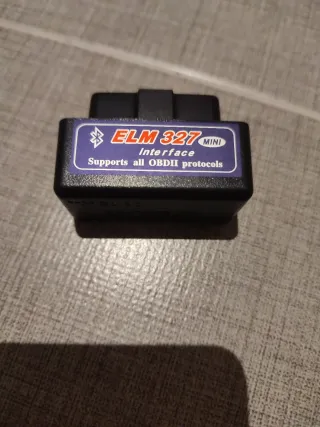 ELM 327 MINI
Interface
Supports all OBDII protocols